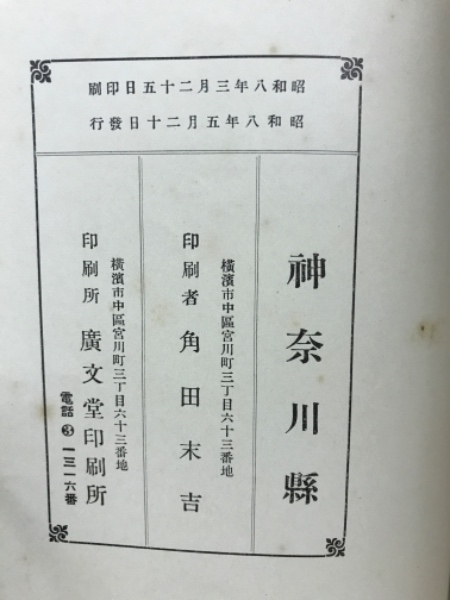 昭和八年三月二十五日印刷
昭和八年五月二十日發行
神奈川縣
橫濱市中區宮川町三丁目六十三番地
印刷者 角田末吉
橫濱市中區宮川町三丁目六十三番地
印刷所 廣文堂印刷所
電話③一三一六番